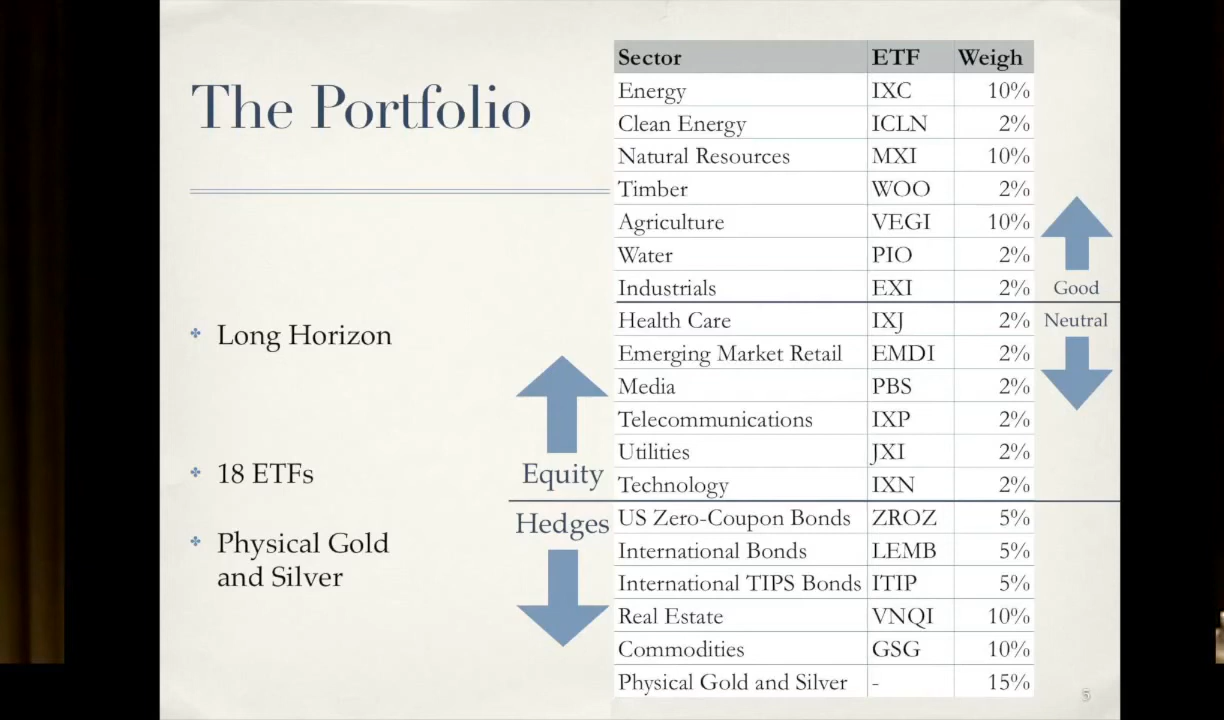 The Portfolio
Long Horizon
18 ETFs
Physical Gold
and Silver
Equity
Hedges
Sector ETF Weigh
Energy IXC 10%
Clean Energy ICLN 2%
Natural Resources MXI 10%
Timber WOO 2%
Agriculture VEGI 10%
Water PIO 2%
Industrials EXI 2%
Health Care IXJ 2%
Emerging Market Retail EMDI 2%
Media PBS 2%
Telecommunications IXP 2%
Utilities JXI 2%
Technology IXN 2%
US Zero-Coupon Bonds ZROZ 5%
International Bonds LEMB 5%
International TIPS Bonds ITIP 5%
Real Estate VNQI 10%
Commodities GSG 10%
Physical Gold and Silver - 15%
Good
Neutral
5